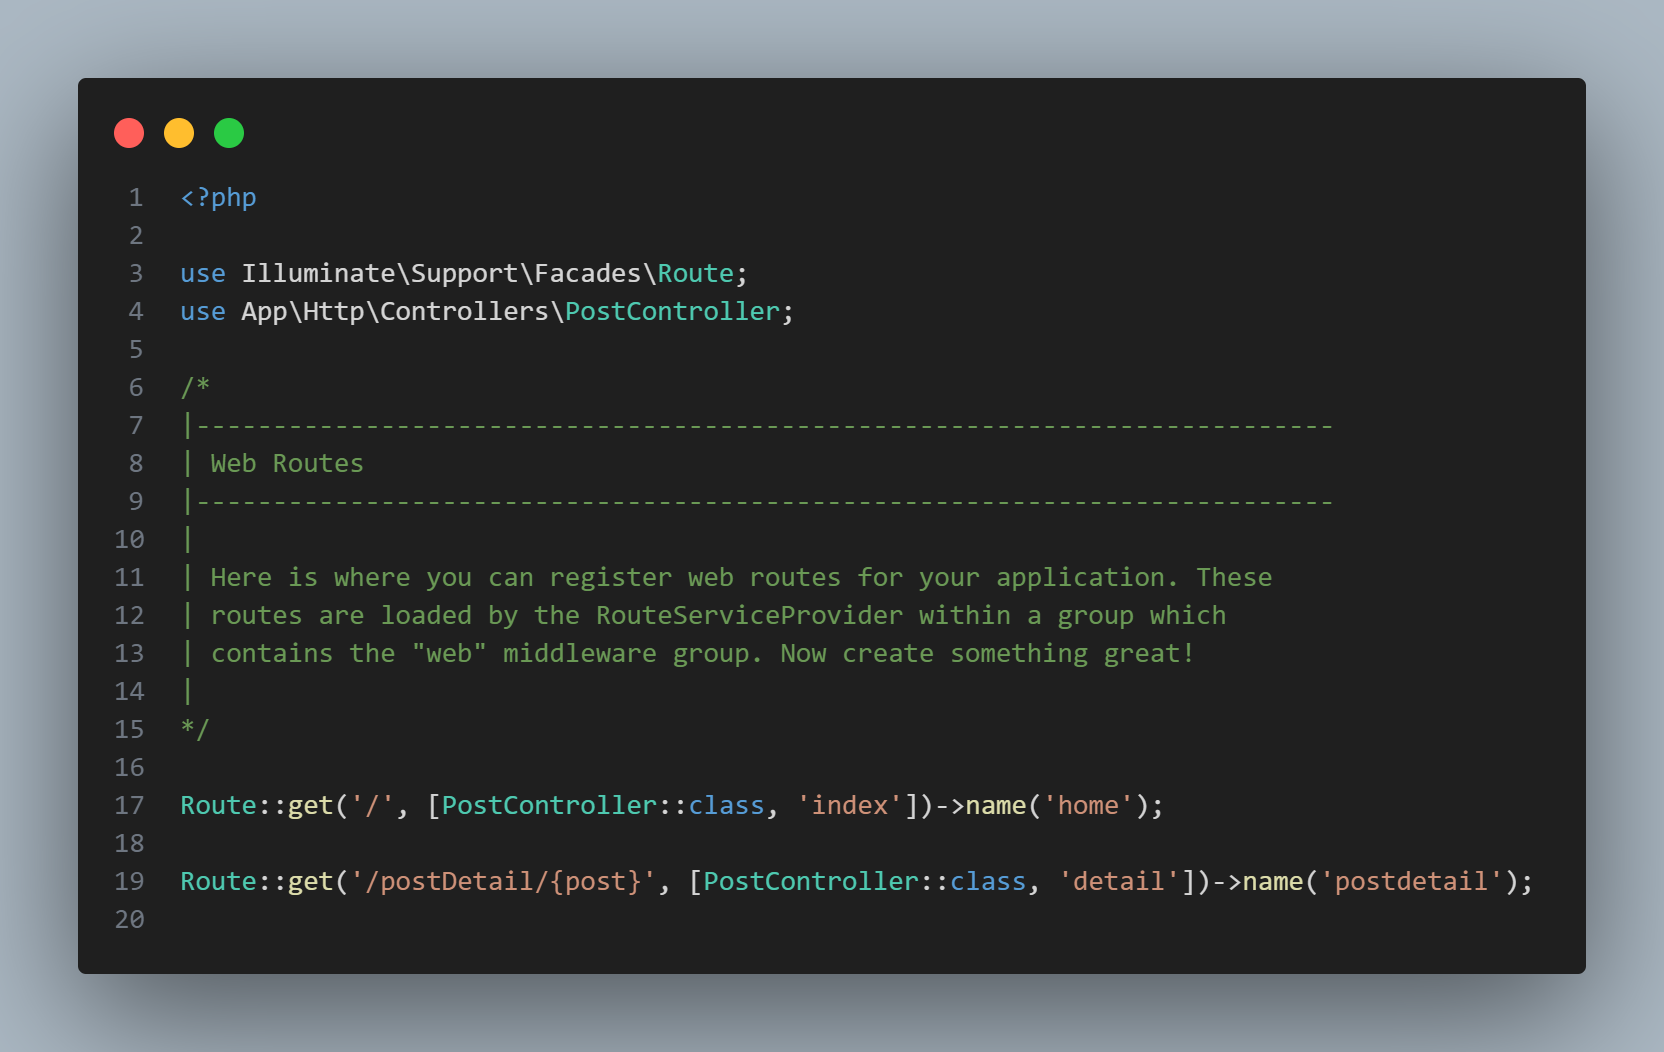 1 <?php
2
3 use Illuminate\Support\Facades\Route;
4 use App\Http\Controllers\PostController;
5
6 /*
7 |--------------------------------------------------------------------------
8 | Web Routes
9 |--------------------------------------------------------------------------
10 |
11 | Here is where you can register web routes for your application. These
12 | routes are loaded by the RouteServiceProvider within a group which
13 | contains the "web" middleware group. Now create something great!
14 |
15 */
16
17 Route::get('/', [PostController::class, 'index'])->name('home');
18
19 Route::get('/postDetail/{post}', [PostController::class, 'detail'])->name('postdetail');
20